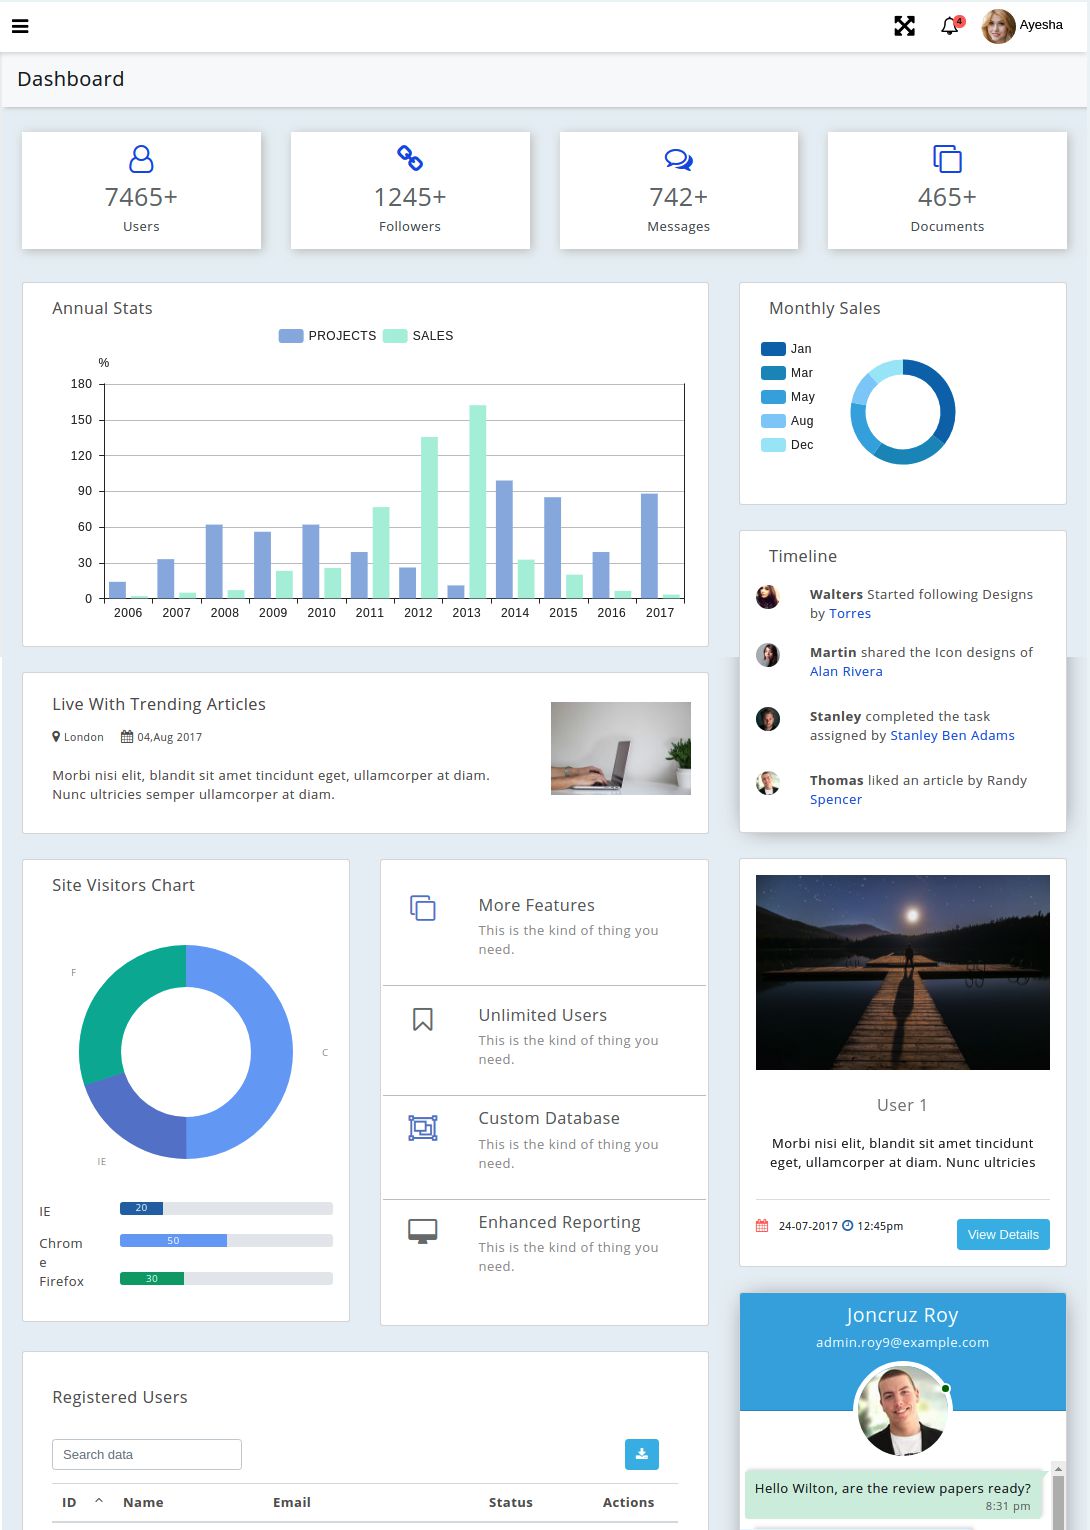 4
Ayesha
Dashboard
7465+
Users
1245+
Followers
742+
Messages
465+
Documents
Annual Stats
PROJECTS
SALES
%
180
150
120
90
60
30
0
2006 2007 2008 2009 2010 2011 2012 2013 2014 2015 2016 2017
Monthly Sales
Jan
Mar
May
Aug
Dec
Timeline
Walters Started following Designs
by Torres
Martin shared the Icon designs of
Alan Rivera
Stanley completed the task
assigned by Stanley Ben Adams
Thomas liked an article by Randy
Spencer
Live With Trending Articles
London 04,Aug 2017
Morbi nisi elit, blandit sit amet tincidunt eget, ullamcorper at diam.
Nunc ultricies semper ullamcorper at diam.
Site Visitors Chart
F
C
IE
IE
20
Chrom
e
50
Firefox
30
More Features
This is the kind of thing you
need.
Unlimited Users
This is the kind of thing you
need.
Custom Database
This is the kind of thing you
need.
Enhanced Reporting
This is the kind of thing you
need.
User 1
Morbi nisi elit, blandit sit amet tincidunt
eget, ullamcorper at diam. Nunc ultricies
24-07-2017 12:45pm
View Details
Registered Users
Search data
ID Name Email Status Actions
Joncruz Roy
admin.roy9@example.com
Hello Wilton, are the review papers ready?
8:31 pm